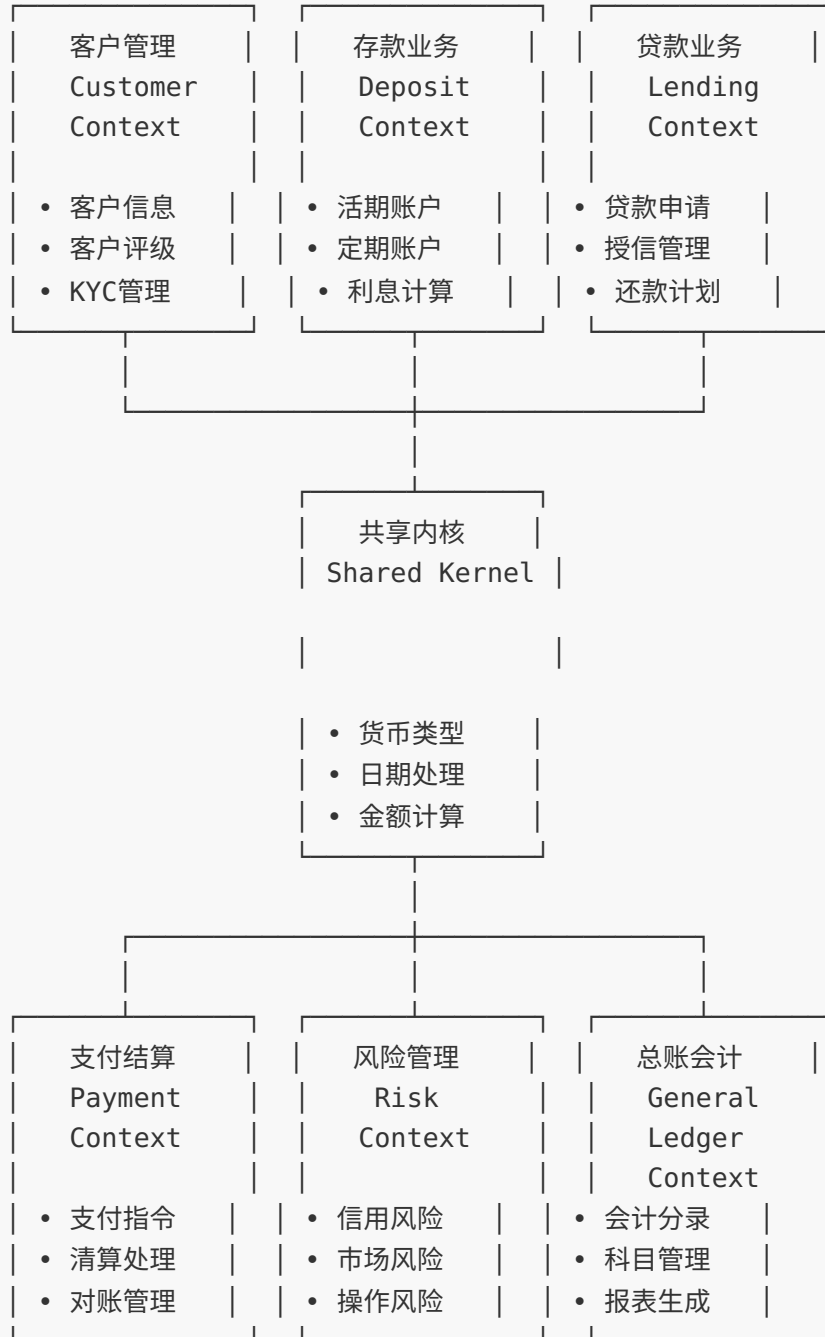 客户管理 存款业务 贷款业务
Customer Deposit Lending
Context Context Context
• 客户信息 • 活期账户 • 贷款申请
• 客户评级 • 定期账户 • 授信管理
• KYC管理 • 利息计算 • 还款计划
共享内核
Shared Kernel
• 货币类型
• 日期处理
• 金额计算
支付结算 风险管理 总账会计
Payment Risk General
Context Context Ledger
Context
• 支付指令 • 信用风险 • 会计分录
• 清算处理 • 市场风险 • 科目管理
• 对账管理 • 操作风险 • 报表生成